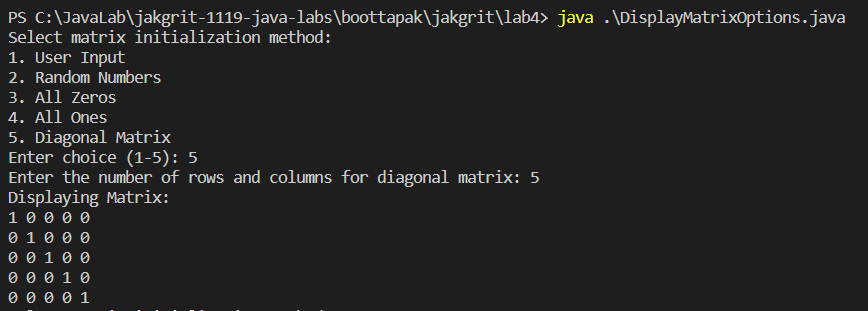 PS C:\JavaLab\jakgrit-1119-java-labs\boottapak\jakgrit\lab4> java .\DisplayMatrixOptions.java
Select matrix initialization method:
1. User Input
2. Random Numbers
3. All Zeros
4. All Ones
5. Diagonal Matrix
Enter choice (1-5): 5
Enter the number of rows and columns for diagonal matrix: 5
Displaying Matrix:
1 0 0 0 0
0 1 0 0 0
0 0 1 0 0
0 0 0 1 0
0 0 0 0 1